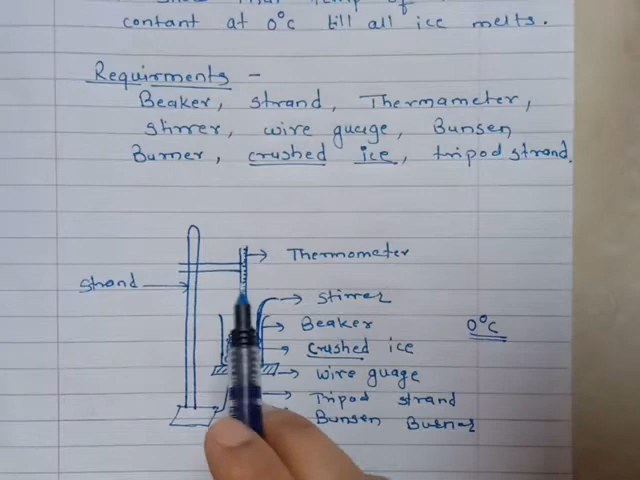 contant at 0°c till all ice melts.
Requirments -
Beaker, strand, Thermameter,
stirrer, wire guage, Bunsen
Burner, crushed ice, tripod strand.
Thermometer
strand
stirrer
Beaker
0°c
crushed ice
wire guage
Tripod strand
Bunsen Burner